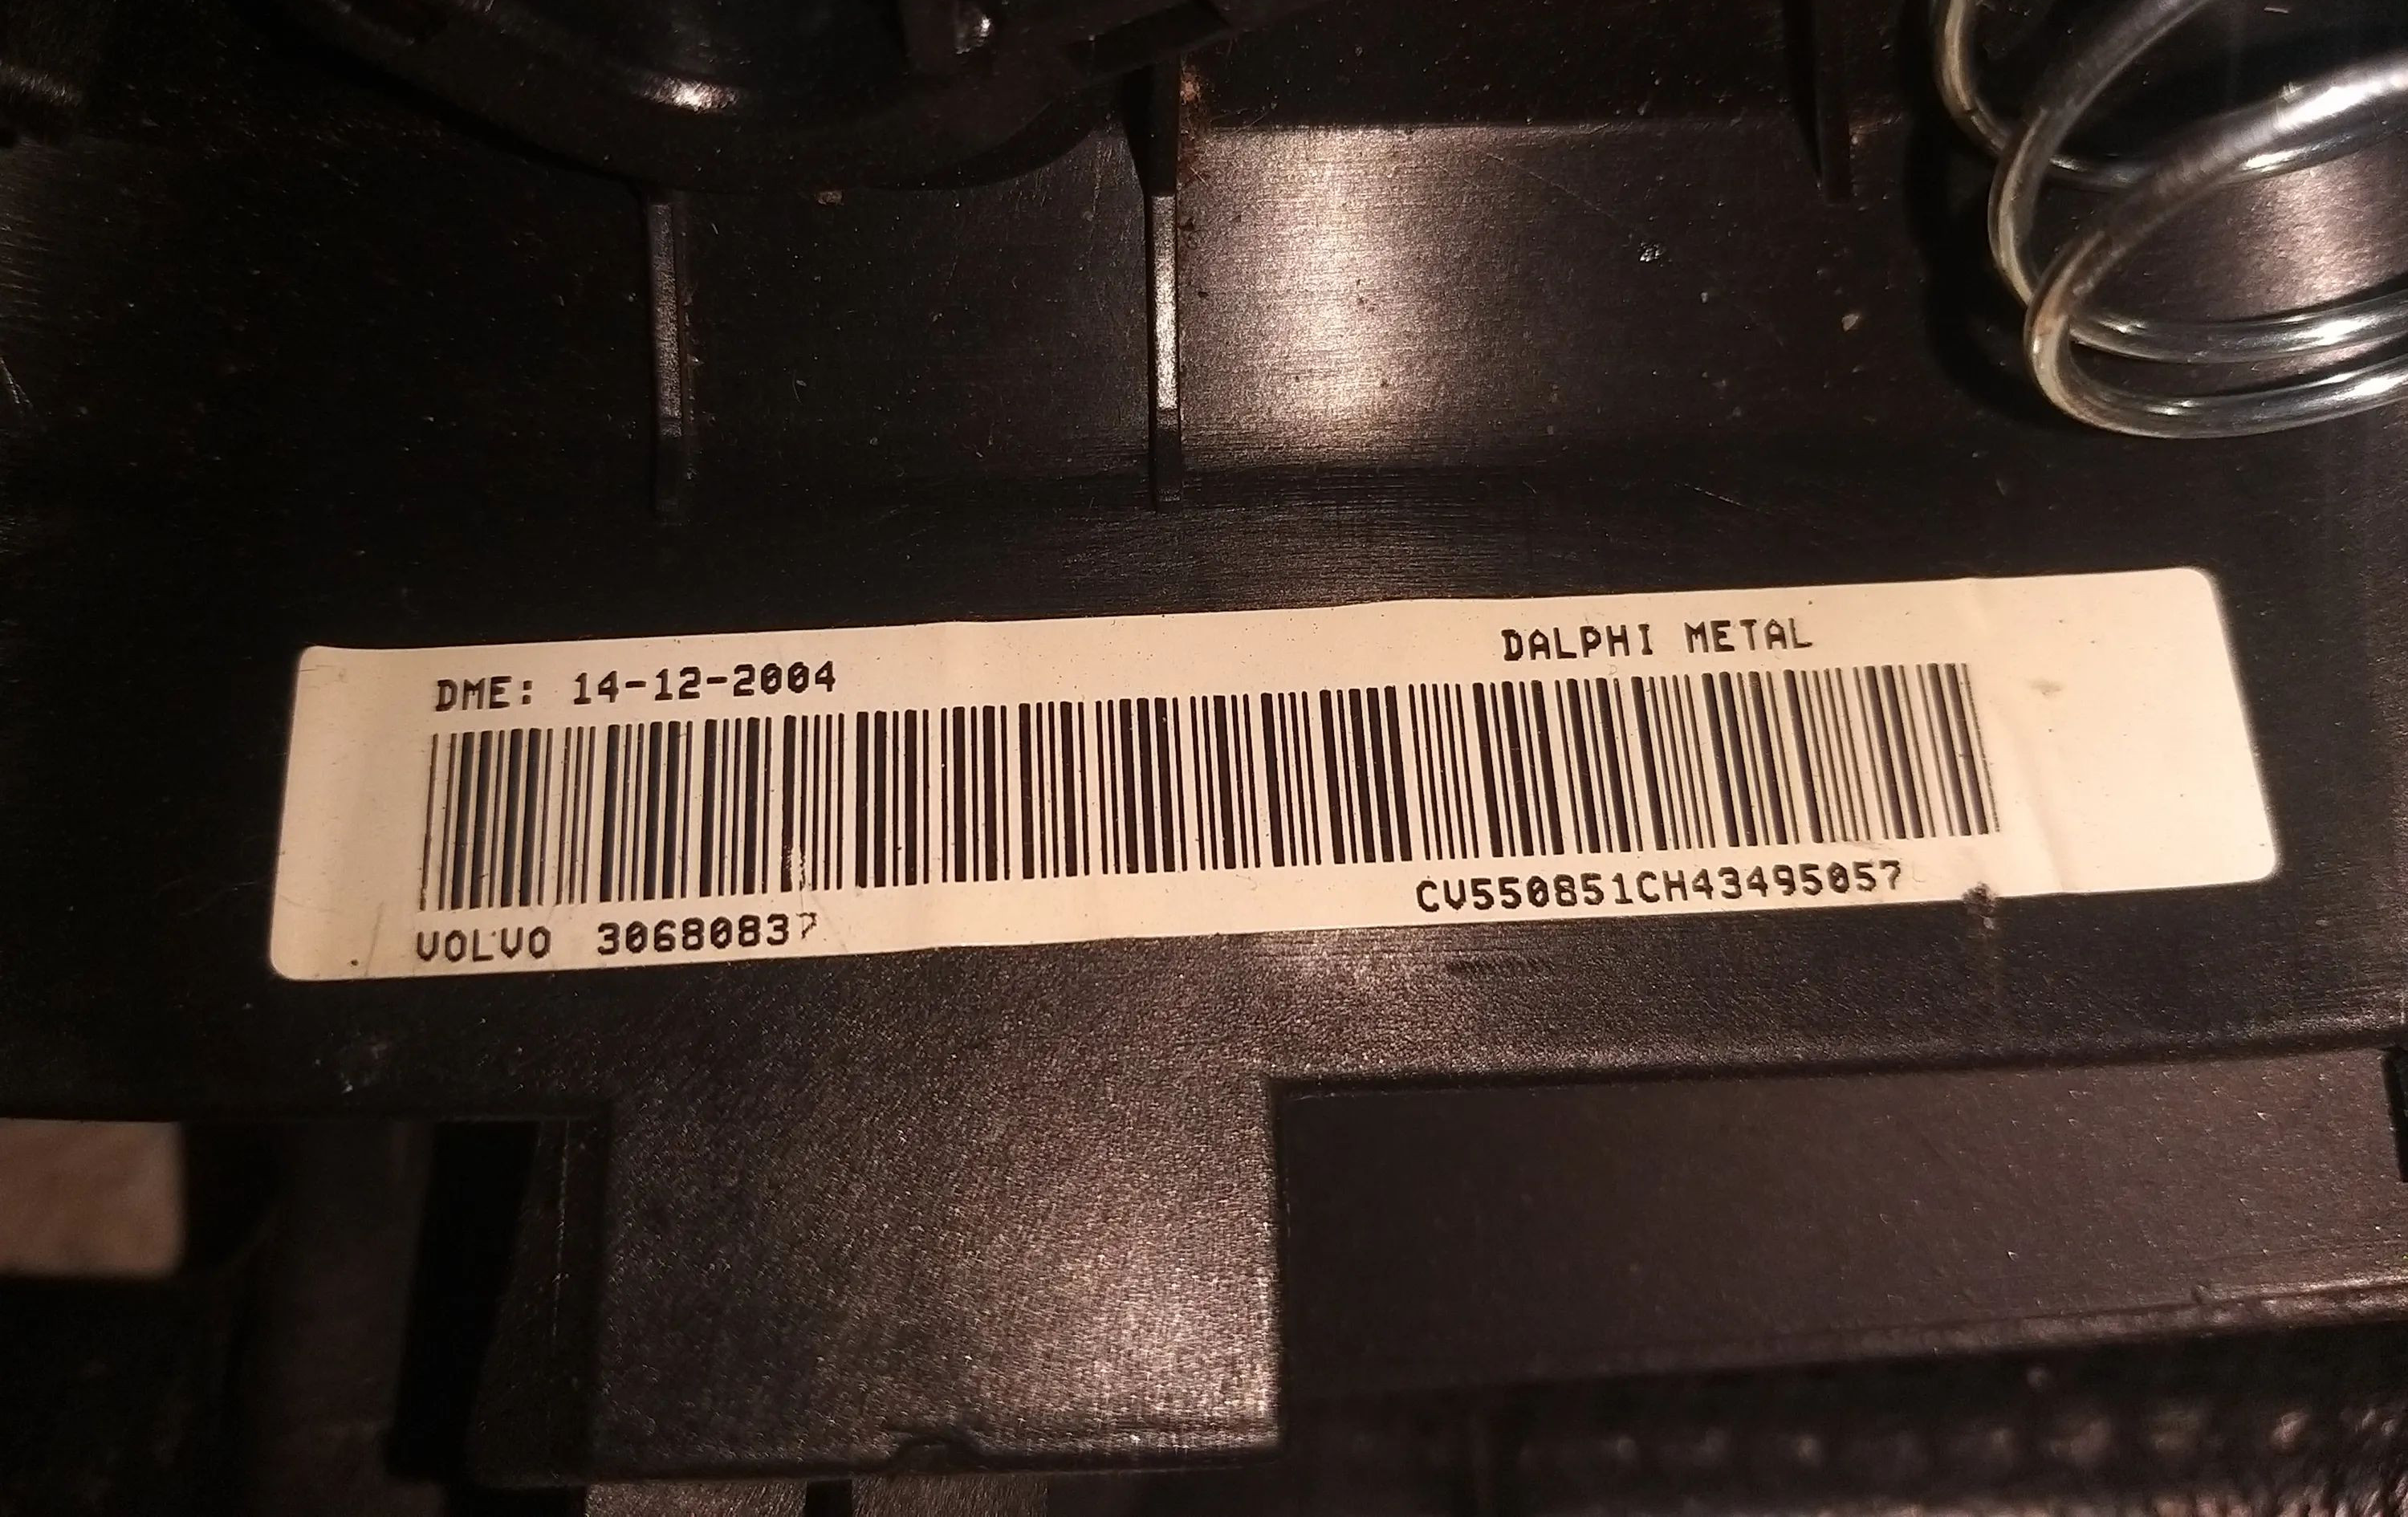 DME: 14-12-2004
DALPHI METAL
VOLVO 30680837
CV550851CH43495057